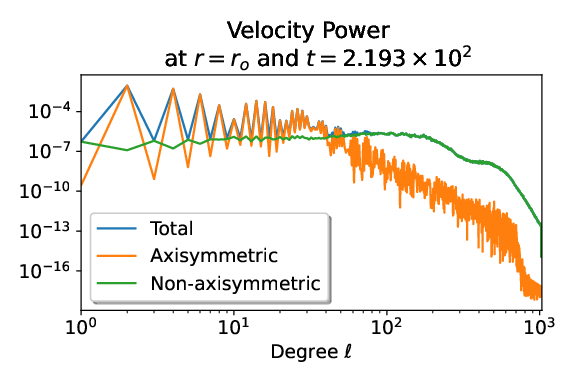 Velocity Power
at r = r_o and t = 2.193 × 10^2
10^−4
10^−7
10^−10
10^−13
10^−16
Total
Axisymmetric
Non-axisymmetric
10^0 10^1 10^2 10^3
Degree ℓ